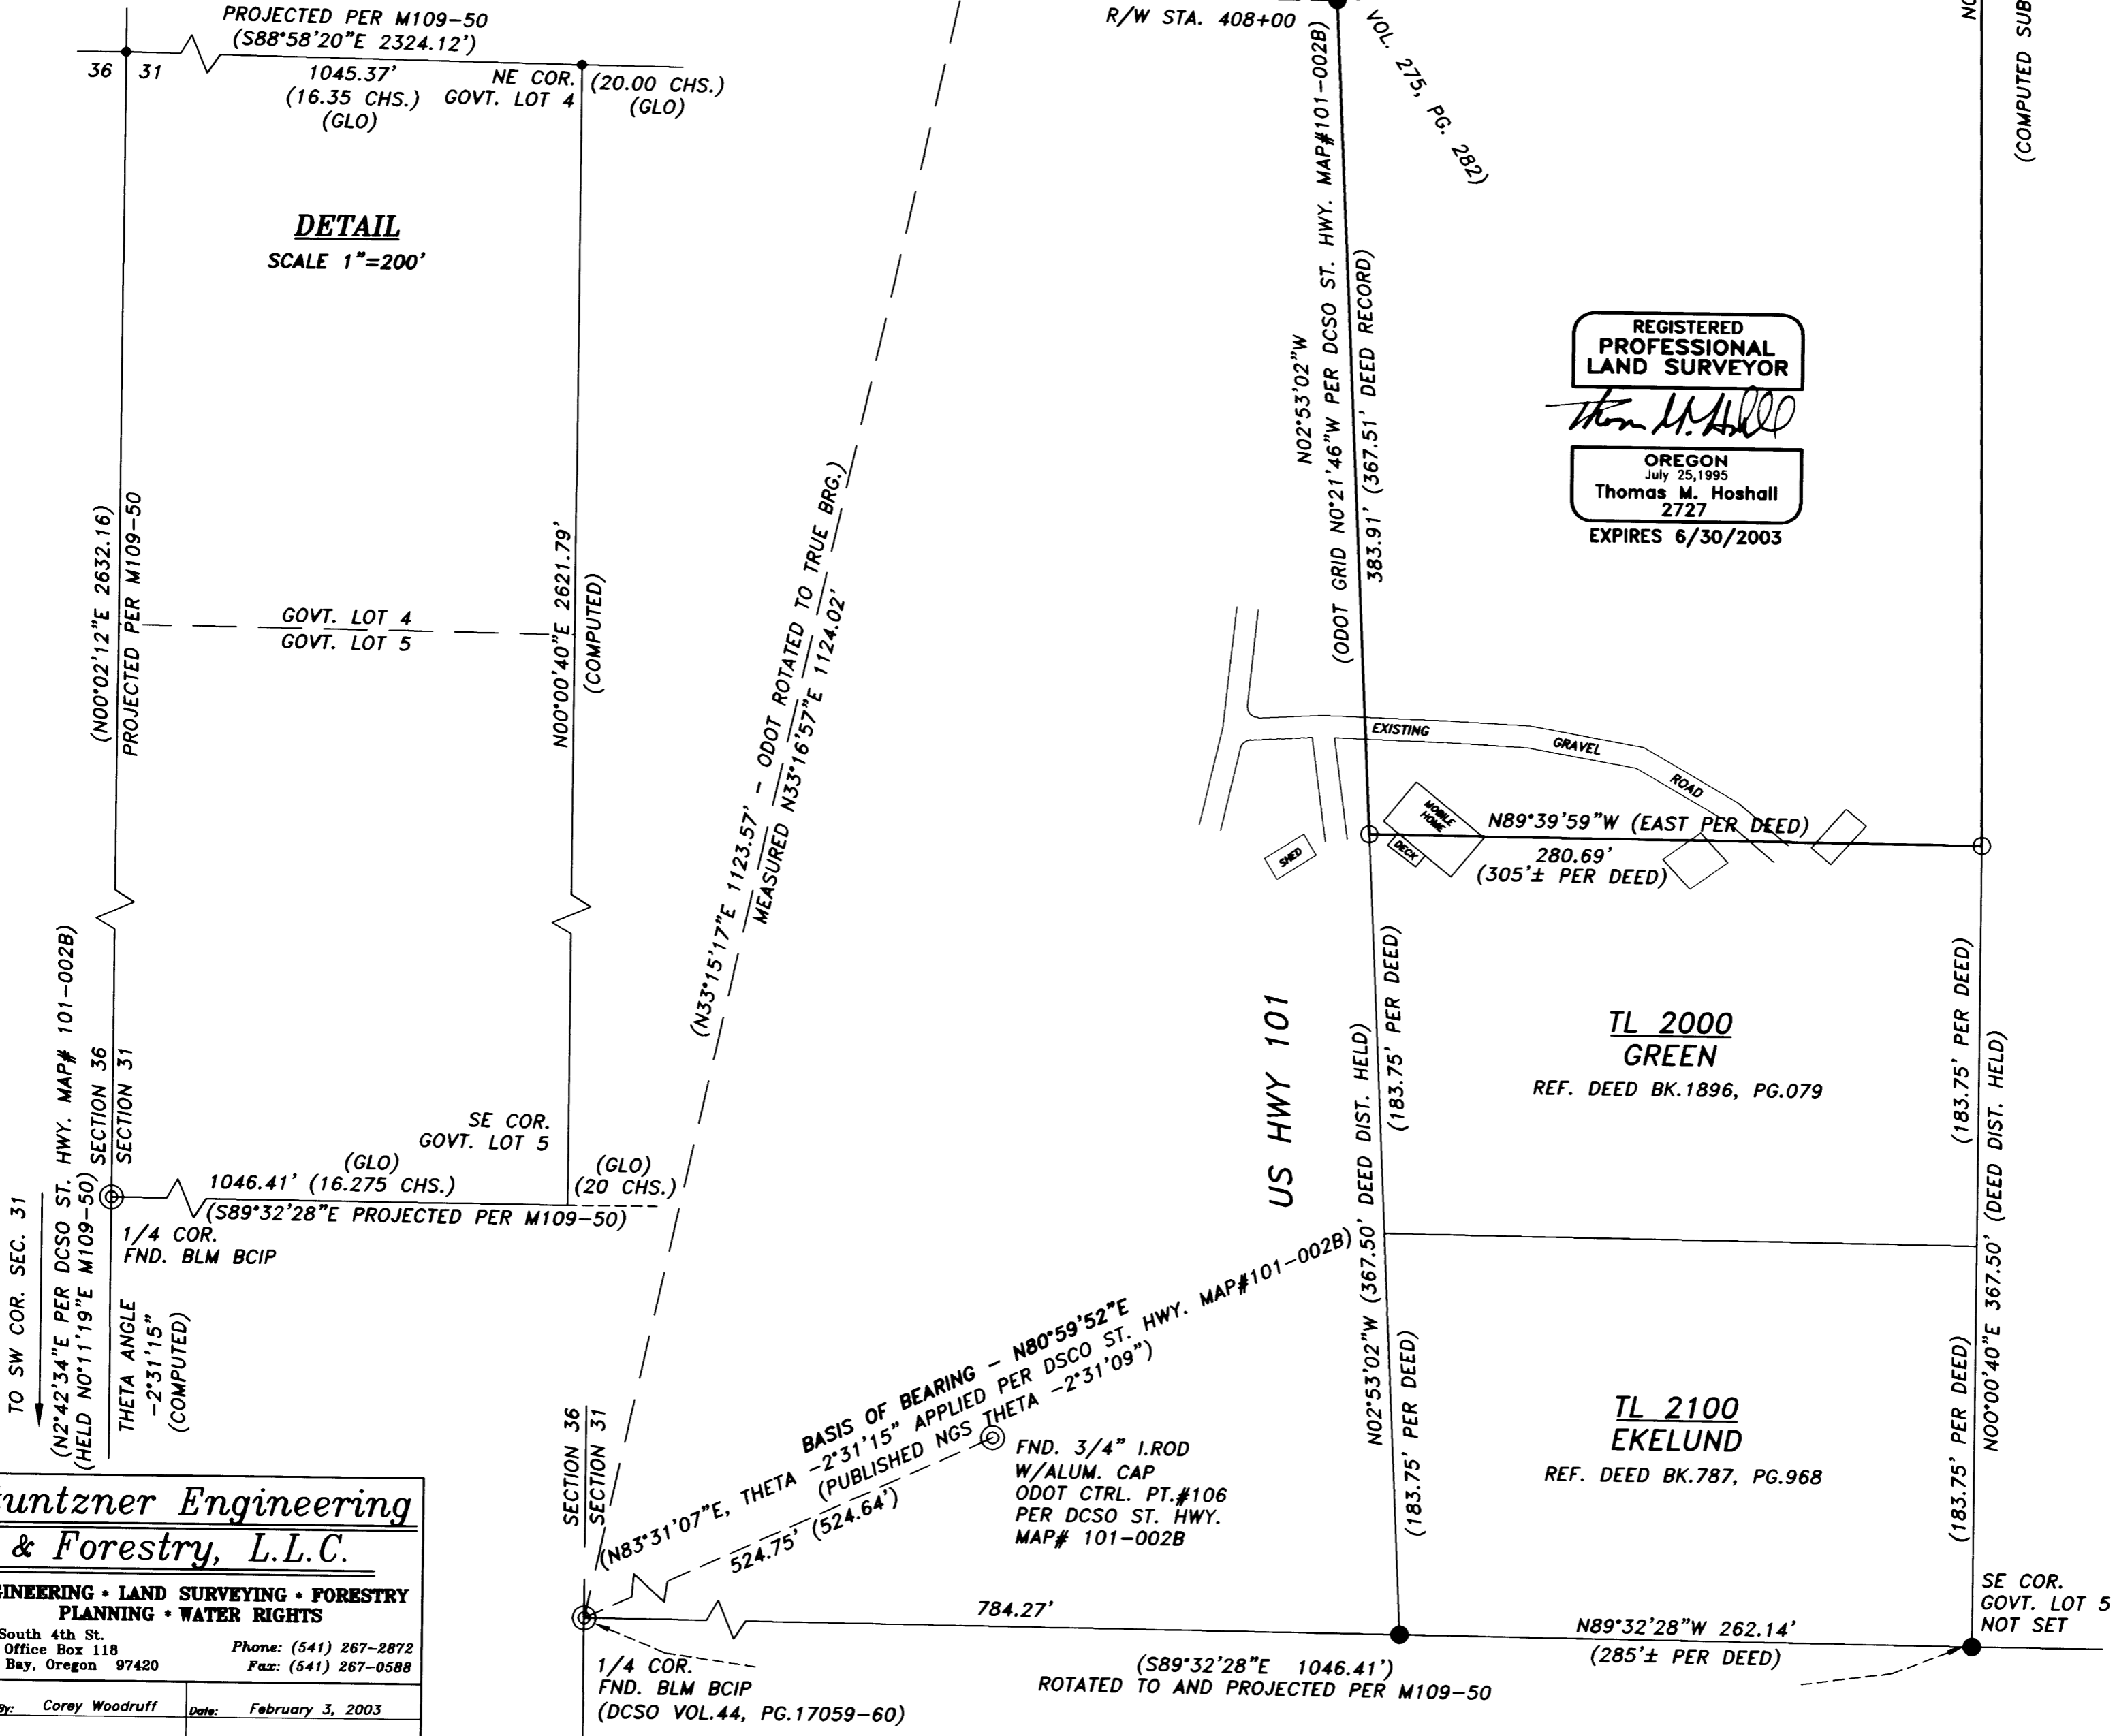 PROJECTED PER M109-50
(S88°58'20"E 2324.12')
36
31
1045.37'
(16.35 CHS.)
(GLO)
NE COR.
GOVT. LOT 4
(20.00 CHS.)
(GLO)
DETAIL
SCALE 1"=200'
(N00°02'12"E 2632.16)
PROJECTED PER M109-50
GOVT. LOT 4
GOVT. LOT 5
N00°00'40"E 2621.79'
(COMPUTED)
(N2°42'34"E PER DCSO ST. HWY. MAP# 101-002B)
(HELD N0°11'19"E M109-50)
SECTION 36
SECTION 31
TO SW COR. SEC. 31
SE COR.
GOVT. LOT 5
(GLO)
1046.41' (16.275 CHS.)
(GLO)
(20 CHS.)
(S89°32'28"E PROJECTED PER M109-50)
1/4 COR.
FND. BLM BCIP
THETA ANGLE
-2°31'15"
(COMPUTED)
(N33°15'17"E 1123.57' - ODOT ROTATED TO TRUE BRG.)
MEASURED N33°16'57"E 1124.02'
R/W STA. 408+00
VOL. 275, PG. 282)
N02°53'02"W
(ODOT GRID N0°21'46"W PER DCSO ST. HWY. MAP#101-002B)
383.91' (367.51' DEED RECORD)
(COMPUTED SUB
REGISTERED
PROFESSIONAL
LAND SURVEYOR
Thom M. Hshll
OREGON
July 25,1995
Thomas M. Hoshall
2727
EXPIRES 6/30/2003
EXISTING
GRAVEL
ROAD
MOBILE
HOME
DECK
SHED
N89°39'59"W (EAST PER DEED)
280.69'
(305'± PER DEED)
US HWY 101
N02°53'02"W (367.50' DEED DIST. HELD)
(183.75' PER DEED)
TL 2000
GREEN
REF. DEED BK.1896, PG.079
(183.75' PER DEED)
N00°00'40"E 367.50' (DEED DIST. HELD)
(183.75' PER DEED)
TL 2100
EKELUND
REF. DEED BK.787, PG.968
(183.75' PER DEED)
BASIS OF BEARING - N80°59'52"E
(N83°31'07"E, THETA -2°31'15" APPLIED PER DSCO ST. HWY. MAP#101-002B)
(PUBLISHED NGS THETA -2°31'09")
524.75' (524.64')
FND. 3/4" I.ROD
W/ALUM. CAP
ODOT CTRL. PT.#106
PER DCSO ST. HWY.
MAP# 101-002B
SECTION 36
SECTION 31
784.27'
(S89°32'28"E 1046.41')
ROTATED TO AND PROJECTED PER M109-50
N89°32'28"W 262.14'
(285'± PER DEED)
SE COR.
GOVT. LOT 5
NOT SET
1/4 COR.
FND. BLM BCIP
(DCSO VOL.44, PG.17059-60)
untzner Engineering
& Forestry, L.L.C.
GINEERING * LAND SURVEYING * FORESTRY
PLANNING * WATER RIGHTS
South 4th St.
Office Box 118
Bay, Oregon 97420
Phone: (541) 267-2872
Fax: (541) 267-0588
By: Corey Woodruff
Date: February 3, 2003